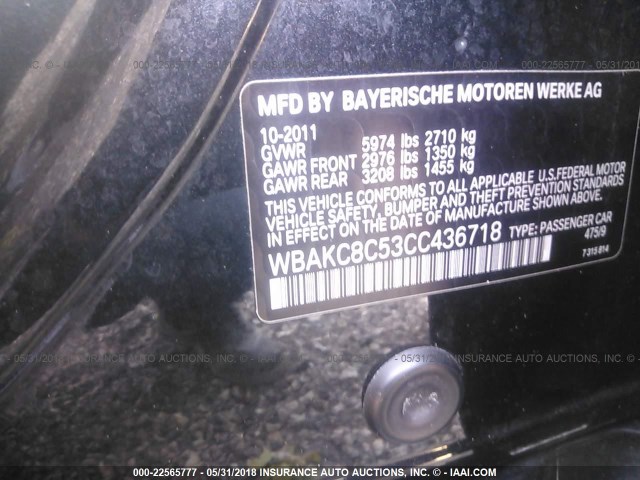 MFD BY BAYERISCHE MOTOREN WERKE AG
10-2011
GVWR 5974 lbs 2710 kg
GAWR FRONT 2976 lbs 1350 kg
GAWR REAR 3208 lbs 1455 kg
THIS VEHICLE CONFORMS TO ALL APPLICABLE U.S.FEDERAL MOTOR
VEHICLE SAFETY, BUMPER AND THEFT PREVENTION STANDARDS
IN EFFECT ON THE DATE OF MANUFACTURE SHOWN ABOVE.
WBAKC8C53CC436718 TYPE: PASSENGER CAR
475/9
7 315 814
000-22565777 - 05/31/2018 INSURANCE AUTO AUCTIONS, INC. - IAAI.COM